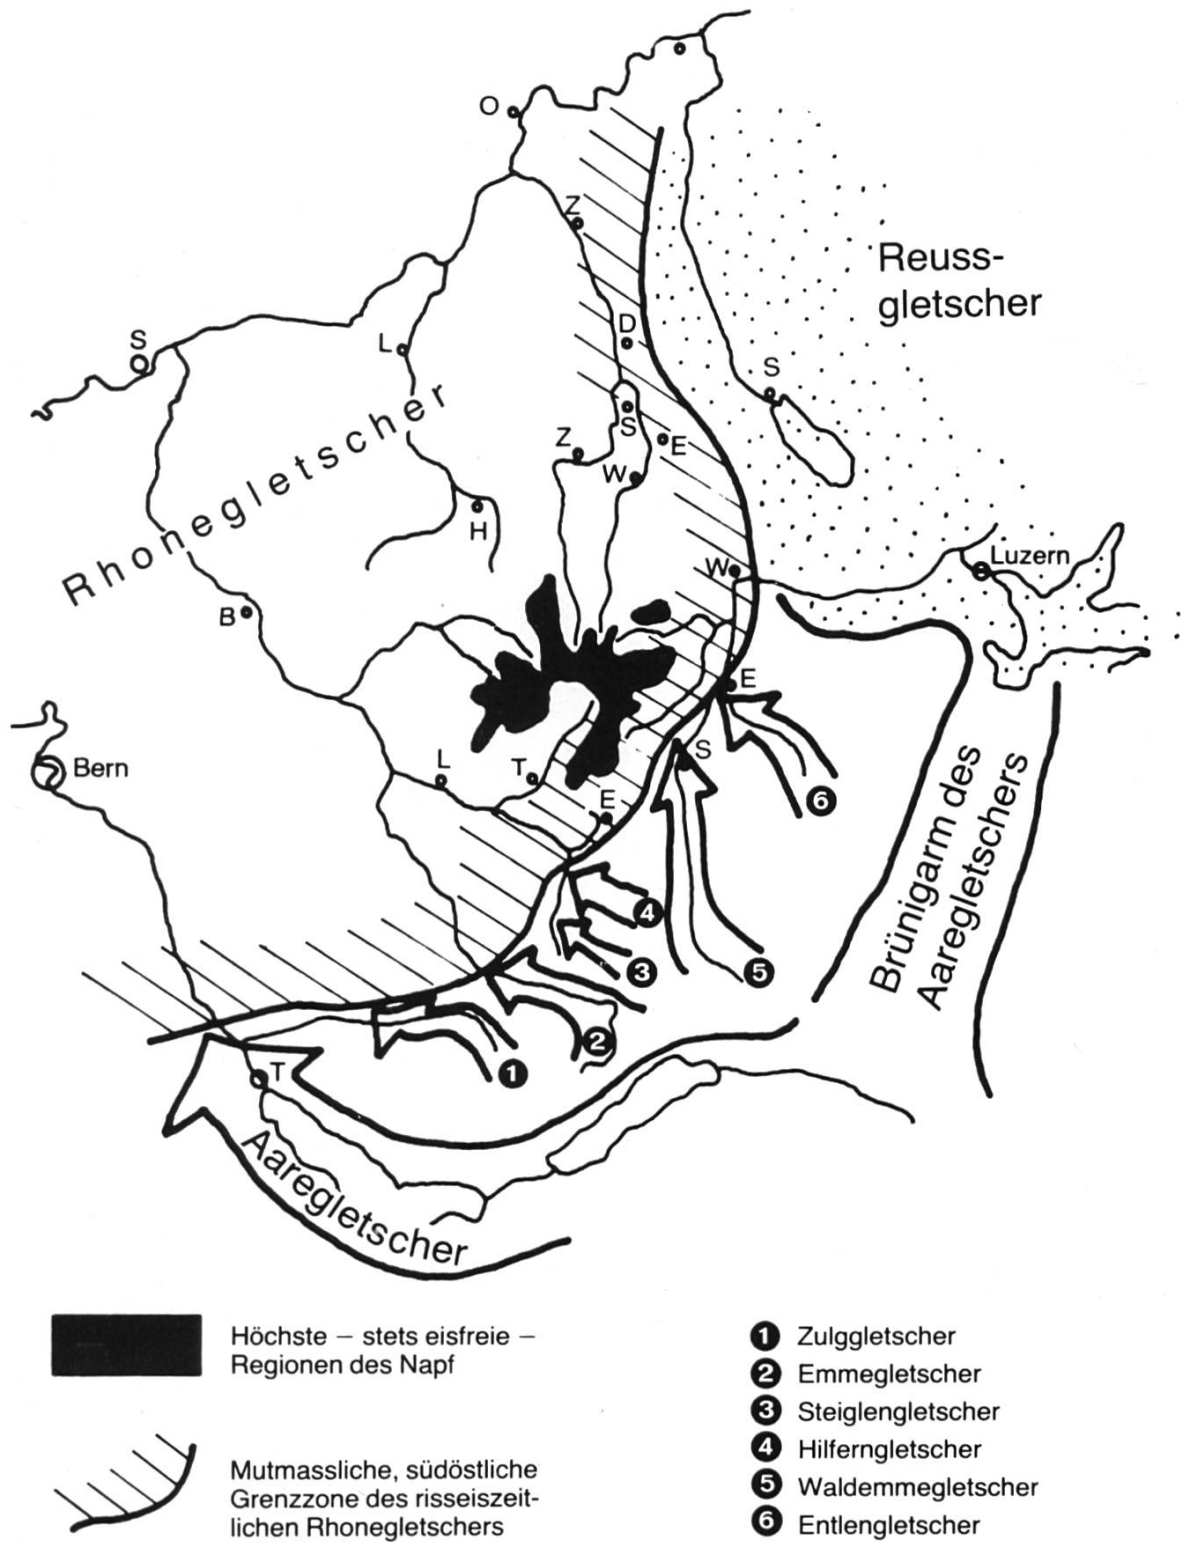 O
Z
Reuss-
gletscher
D
S
L
S
Rhonegletscher
S
Z
E
W
H
W
Luzern
B
E
Bern
L
T
S
E
6
Brünigarm des
Aaregletschers
4
3
5
2
1
T
Aaregletscher
Höchste – stets eisfreie –
Regionen des Napf
Mutmassliche, südöstliche
Grenzzone des risseiszeit-
lichen Rhonegletschers
1 Zulggletscher
2 Emmegletscher
3 Steiglengletscher
4 Hilferngletscher
5 Waldemmegletscher
6 Entlengletscher